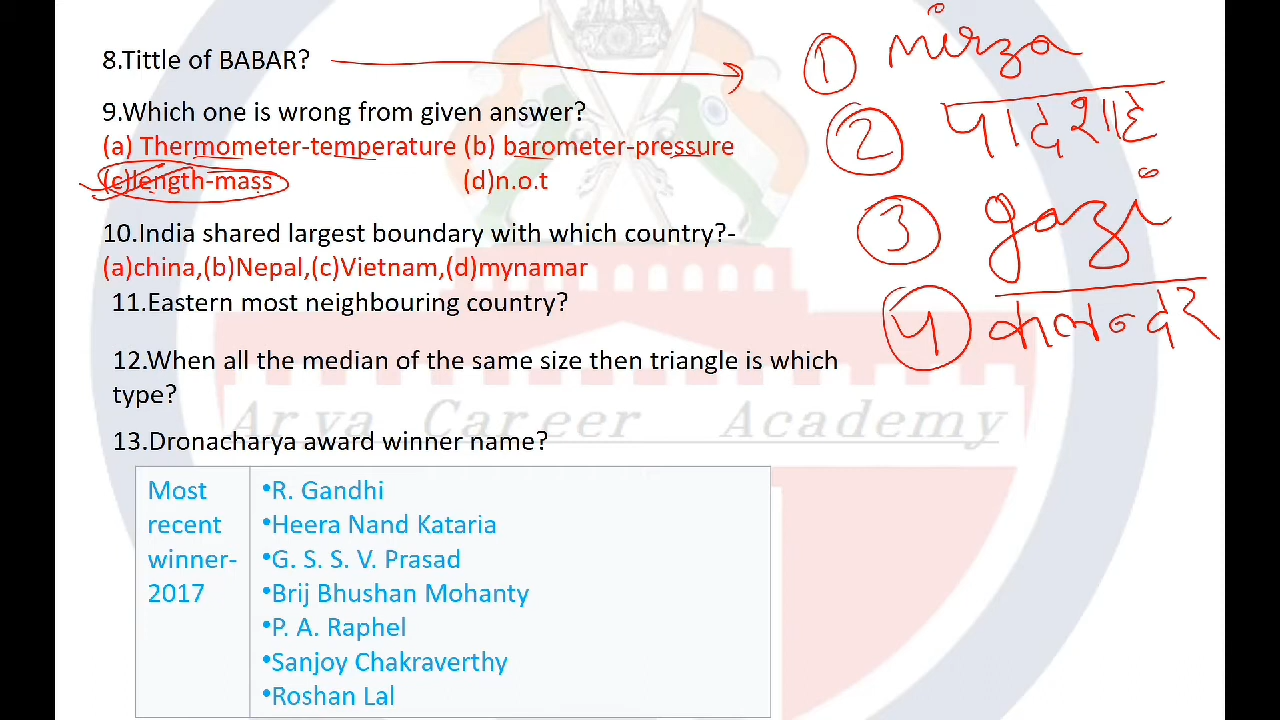 8.Tittle of BABAR?
① mirza
② पादशाह
9.Which one is wrong from given answer?
(a) Thermometer-temperature (b) barometer-pressure
(c)length-mass (d)n.o.t
③ gazi
10.India shared largest boundary with which country?-
(a)china,(b)Nepal,(c)Vietnam,(d)mynamar
11.Eastern most neighbouring country?
④ कलन्दर
12.When all the median of the same size then triangle is which
type?
Arya Career Academy
13.Dronacharya award winner name?
Most
recent
winner-
2017
•R. Gandhi
•Heera Nand Kataria
•G. S. S. V. Prasad
•Brij Bhushan Mohanty
•P. A. Raphel
•Sanjoy Chakraverthy
•Roshan Lal